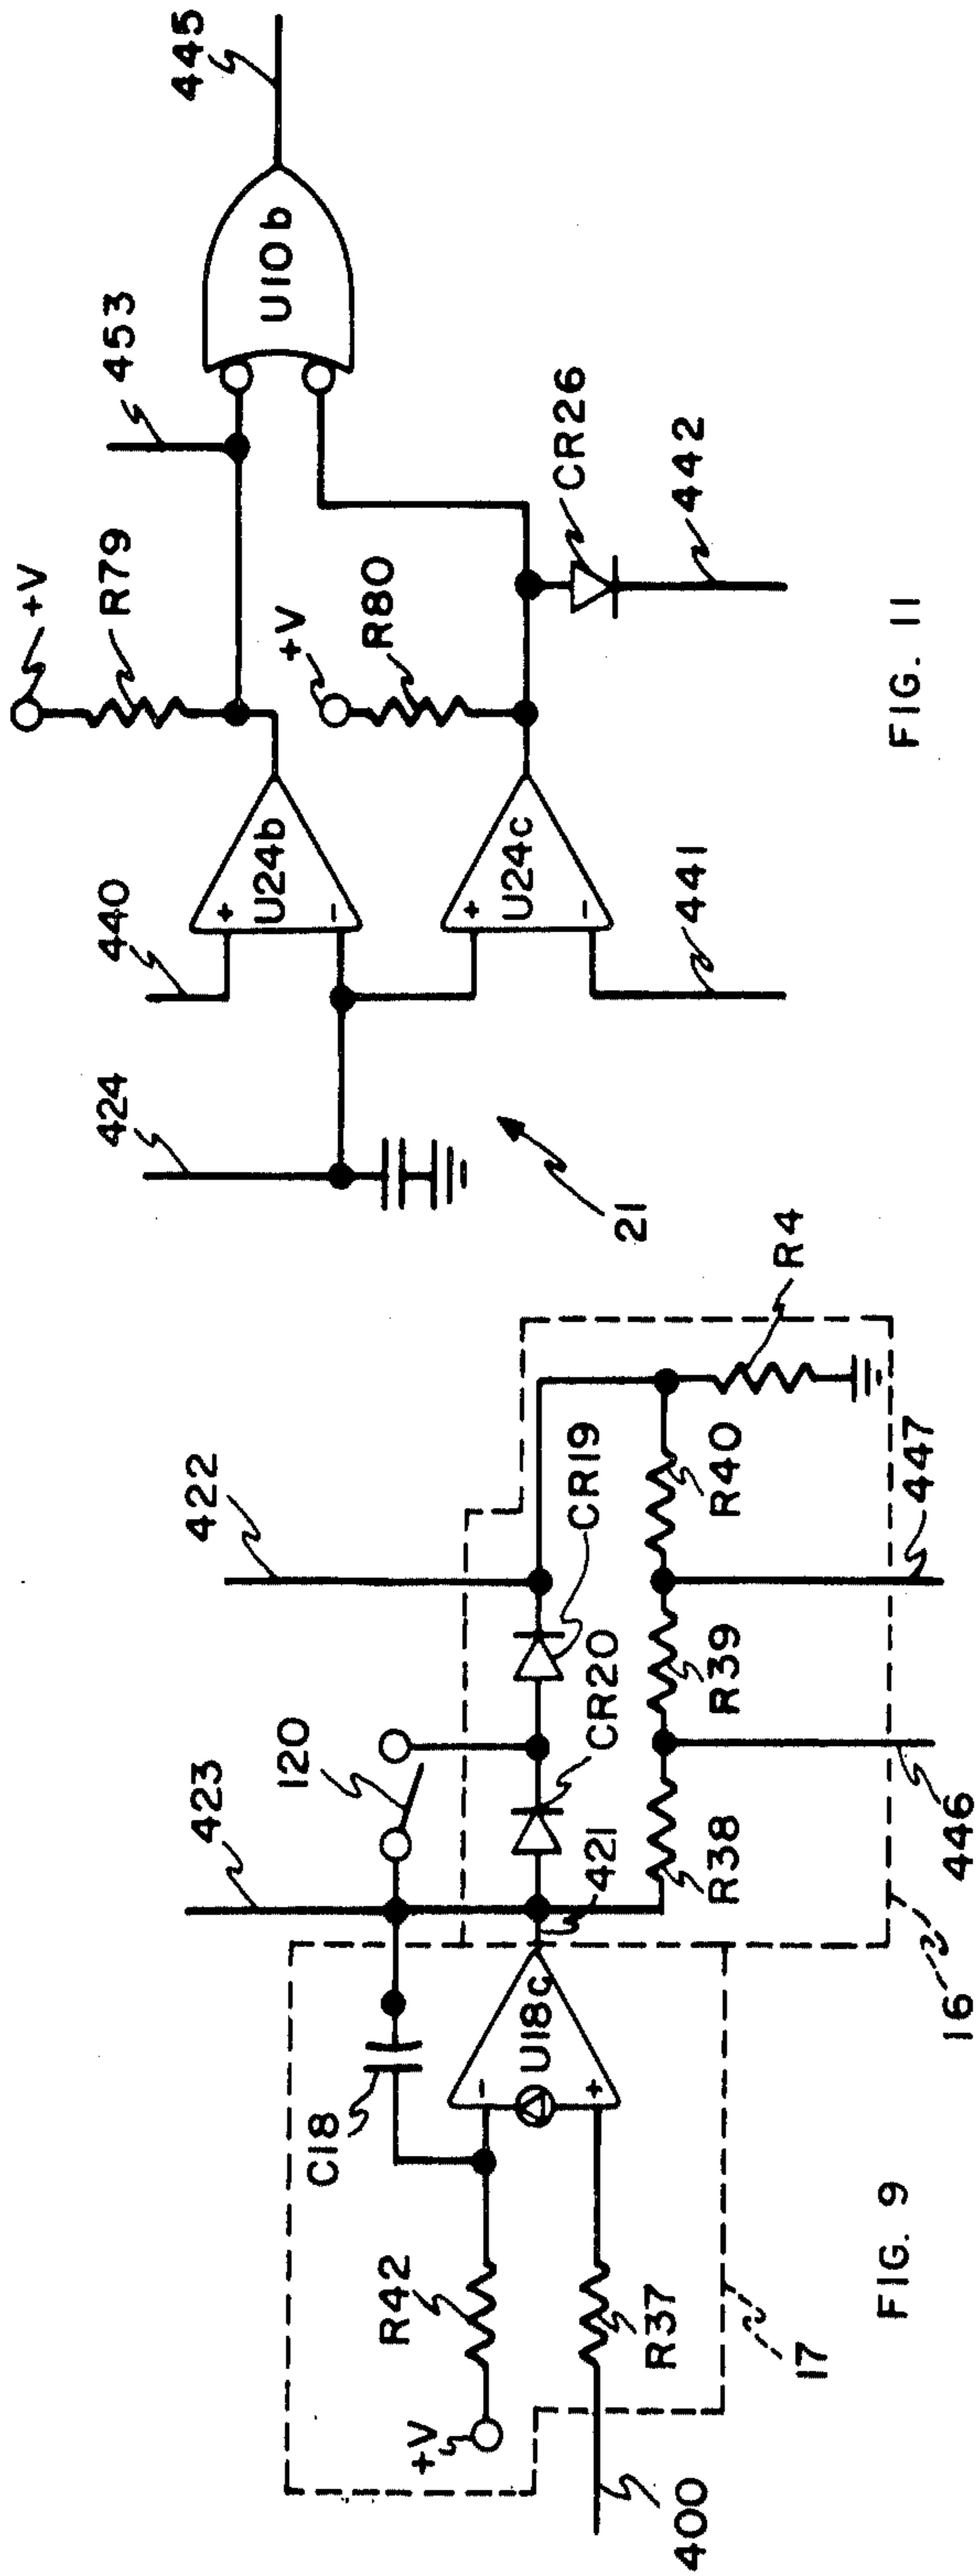 +V
R79
453
445
U10b
440
424
+
U24b
−
+V
R80
+
U24c
−
441
CR26
442
21
FIG. 11
423
120
422
C18
R42
+V
−
U18c
+
421
CR20
CR19
R37
400
17
R38
R39
R40
R4
446
447
16
FIG. 9